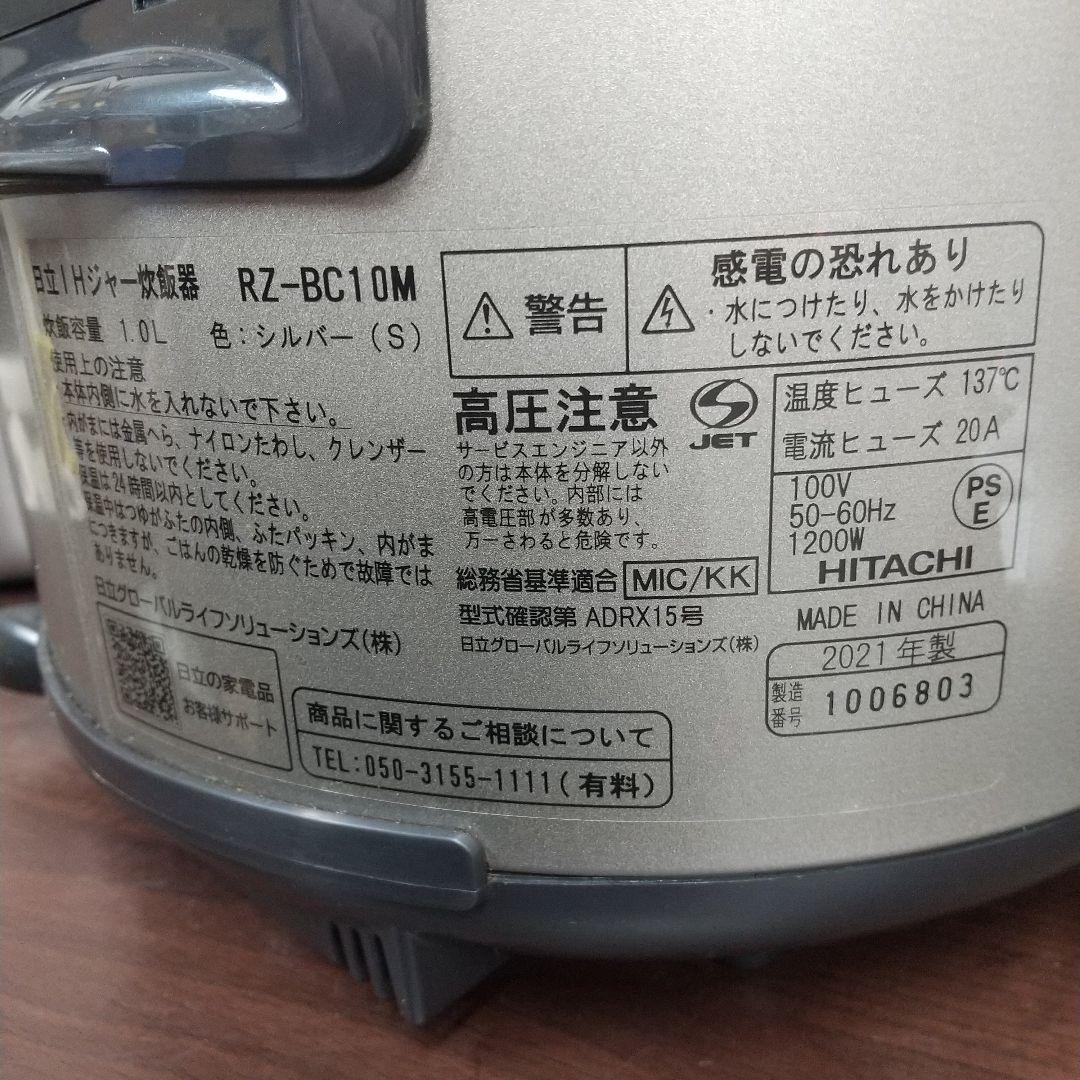 日立IHジャー炊飯器 RZ-BC10M
炊飯容量 1.0L 色:シルバー(S)
使用上の注意
本体内側に水を入れないで下さい。
・内がまには金属へら、ナイロンたわし、クレンザー
等を使用しないでください。
保温は24時間以内としてください。
保温中はつゆがふたの内側、ふたパッキン、内がま
につきますが、ごはんの乾燥を防ぐためで故障では
ありません。
日立グローバルライフソリューションズ(株)
日立の家電品
お客様サポート
商品に関するご相談について
TEL:050-3155-1111(有料)
警告
感電の恐れあり
・水につけたり、水をかけたり
しないでください。
高圧注意
サービスエンジニア以外
の方は本体を分解しない
でください。内部には
高電圧部が多数あり、
万一さわると危険です。
JET
総務省基準適合 MIC/KK
型式確認第 ADRX15号
日立グローバルライフソリューションズ(株)
温度ヒューズ 137℃
電流ヒューズ 20A
100V
50-60Hz
1200W
PS
E
HITACHI
MADE IN CHINA
2021年製
製造
番号
1006803